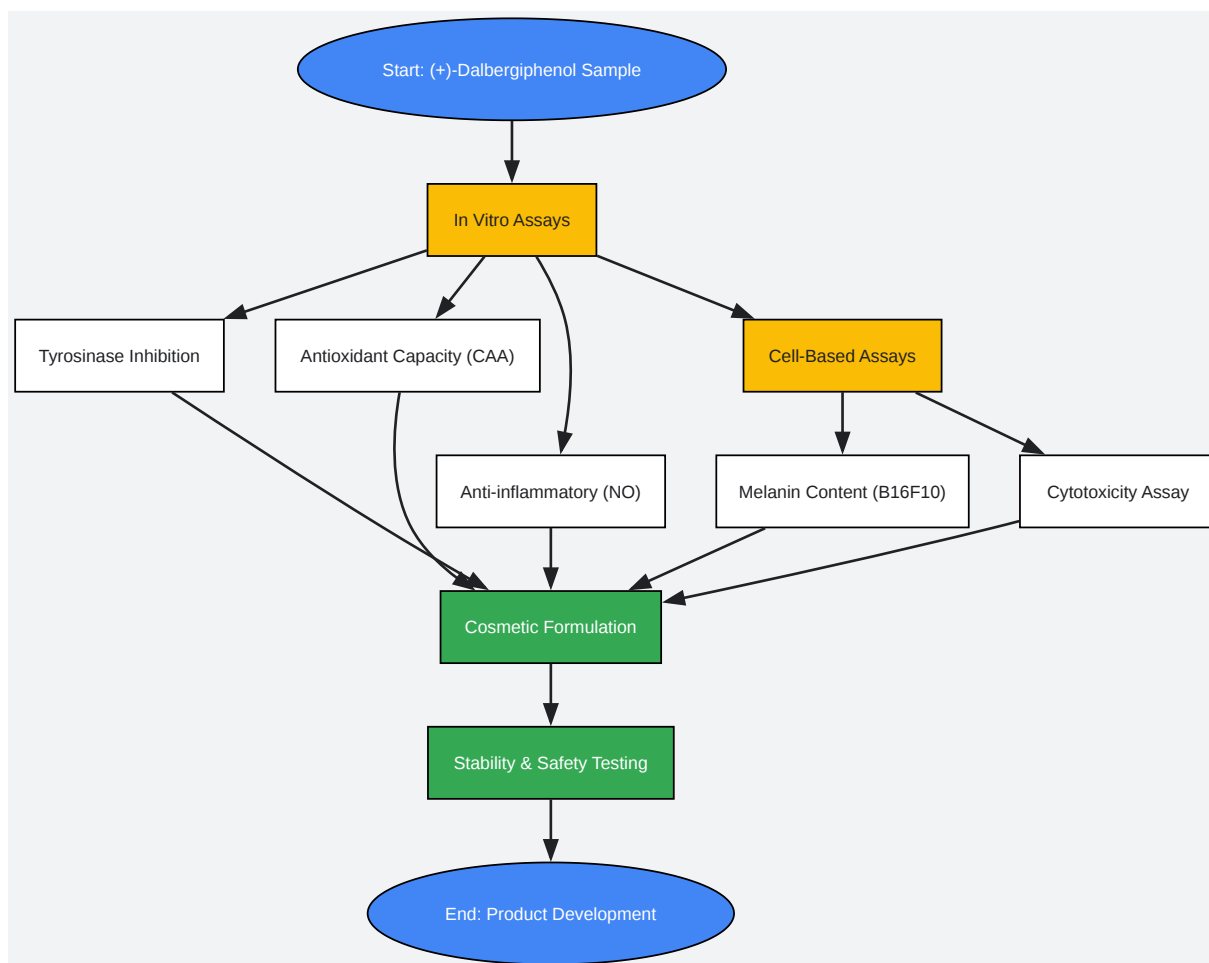 Start: (+)-Dalbergiphenol Sample
In Vitro Assays
Tyrosinase Inhibition
Antioxidant Capacity (CAA)
Cell-Based Assays
Anti-inflammatory (NO)
Melanin Content (B16F10)
Cytotoxicity Assay
Cosmetic Formulation
Stability & Safety Testing
End: Product Development